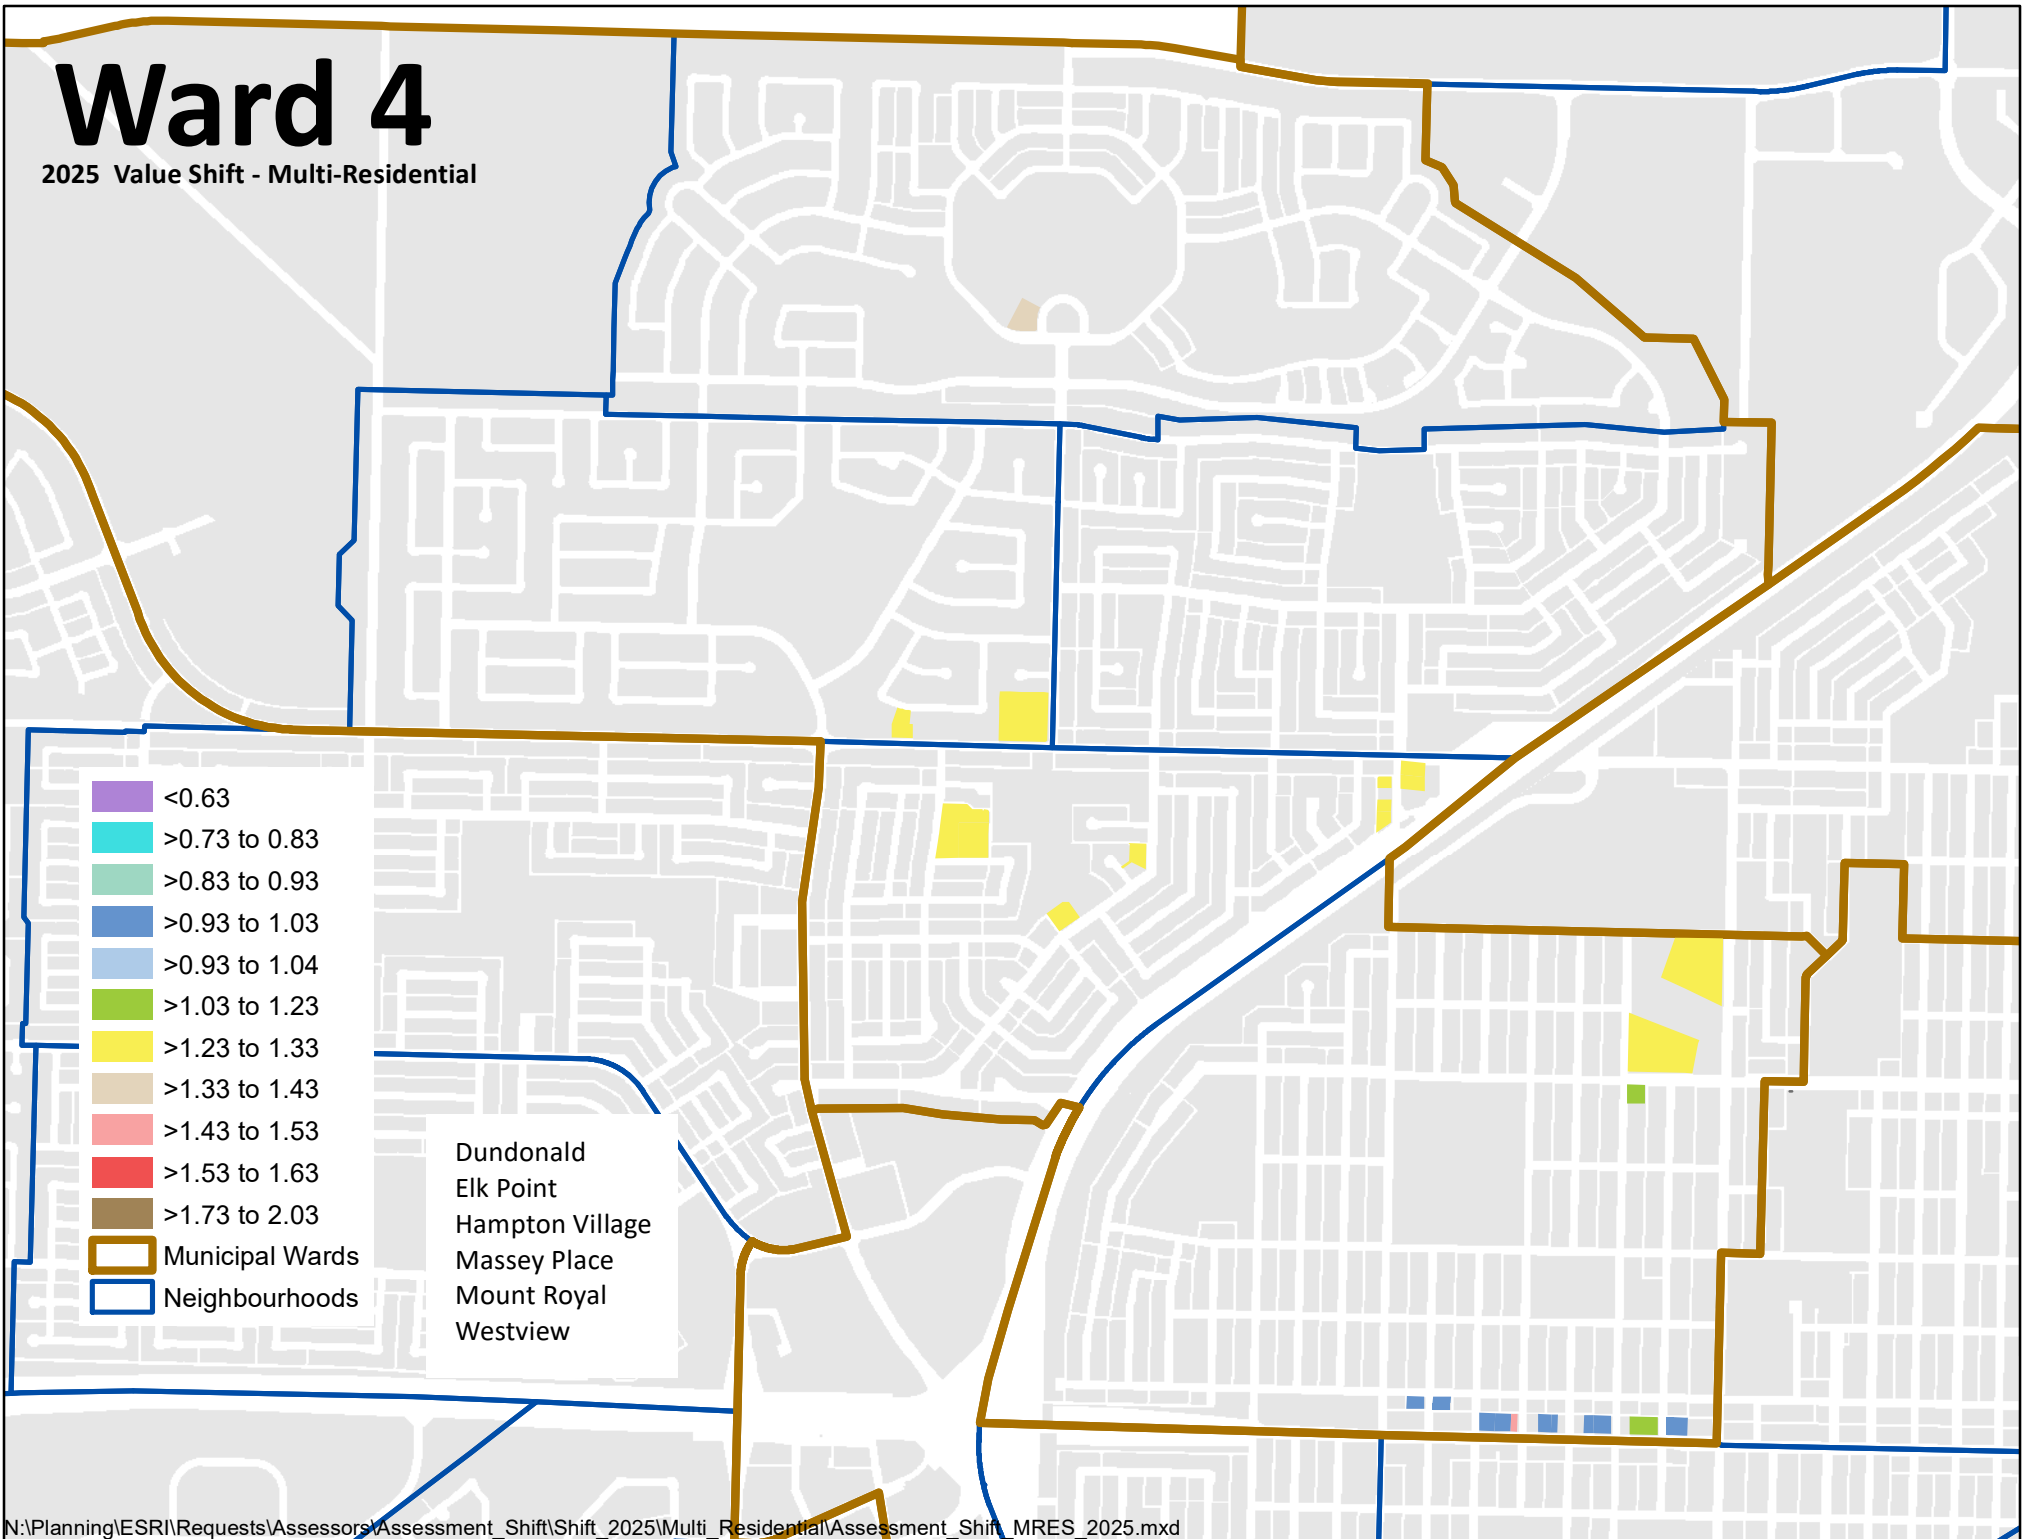 Ward 4
2025  Value Shift - Multi-Residential
<0.63
>0.73 to 0.83
>0.83 to 0.93
>0.93 to 1.03
>0.93 to 1.04
>1.03 to 1.23
>1.23 to 1.33
>1.33 to 1.43
>1.43 to 1.53
>1.53 to 1.63
>1.73 to 2.03
Municipal Wards
Neighbourhoods
Dundonald
Elk Point
Hampton Village
Massey Place
Mount Royal
Westview
N:\Planning\ESRI\Requests\Assessors\Assessment_Shift\Shift_2025\Multi_Residential\Assessment_Shift_MRES_2025.mxd